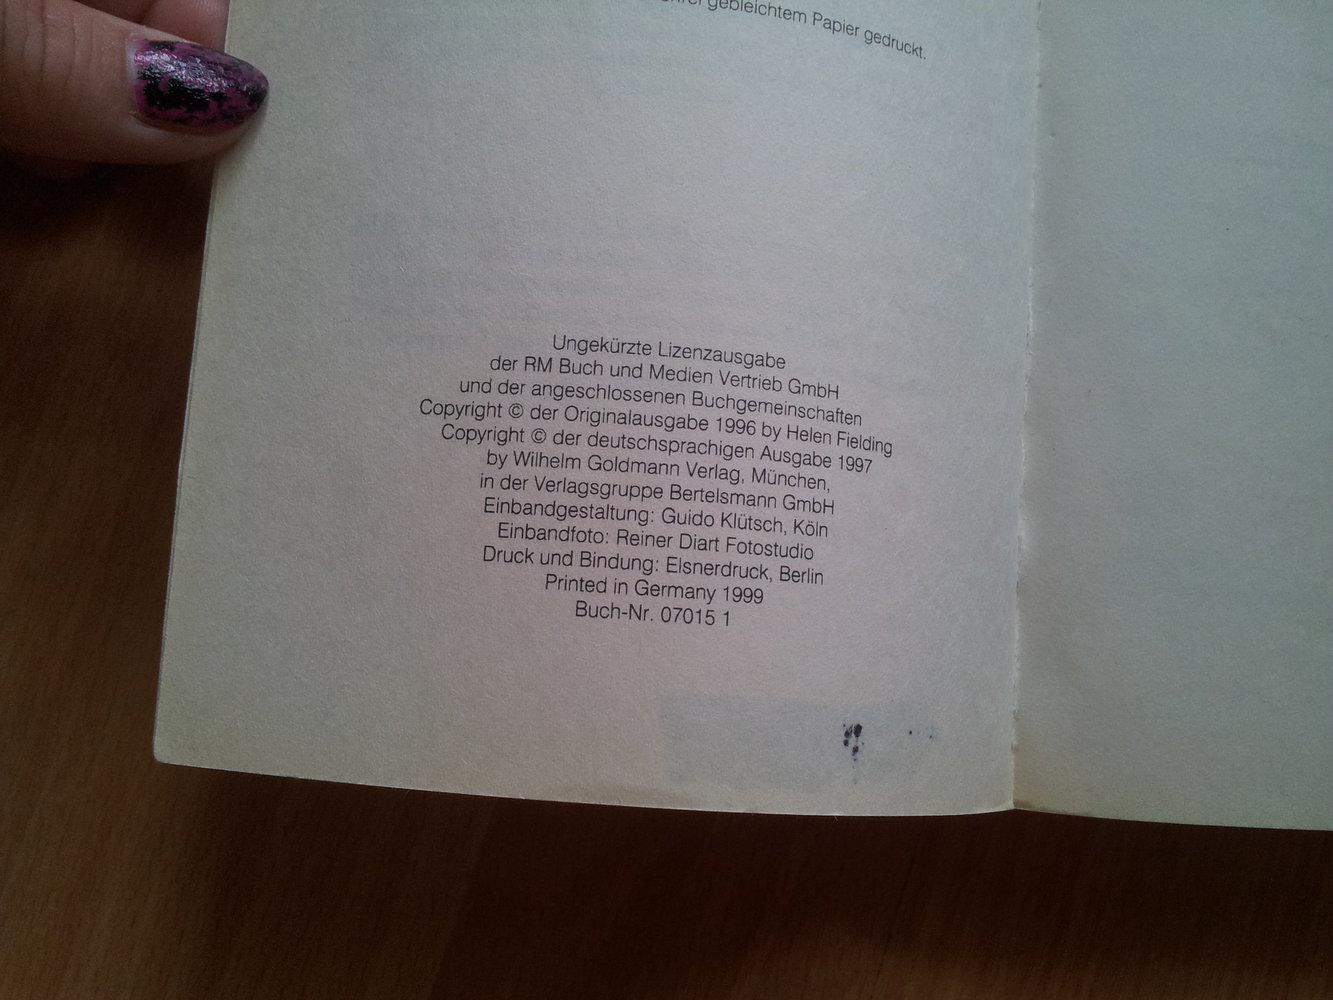 gebleichtem Papier gedruckt.
Ungekürzte Lizenzausgabe
der RM Buch und Medien Vertrieb GmbH
und der angeschlossenen Buchgemeinschaften
Copyright © der Originalausgabe 1996 by Helen Fielding
Copyright © der deutschsprachigen Ausgabe 1997
by Wilhelm Goldmann Verlag, München,
in der Verlagsgruppe Bertelsmann GmbH
Einbandgestaltung: Guido Klütsch, Köln
Einbandfoto: Reiner Diart Fotostudio
Druck und Bindung: Elsnerdruck, Berlin
Printed in Germany 1999
Buch-Nr. 07015 1